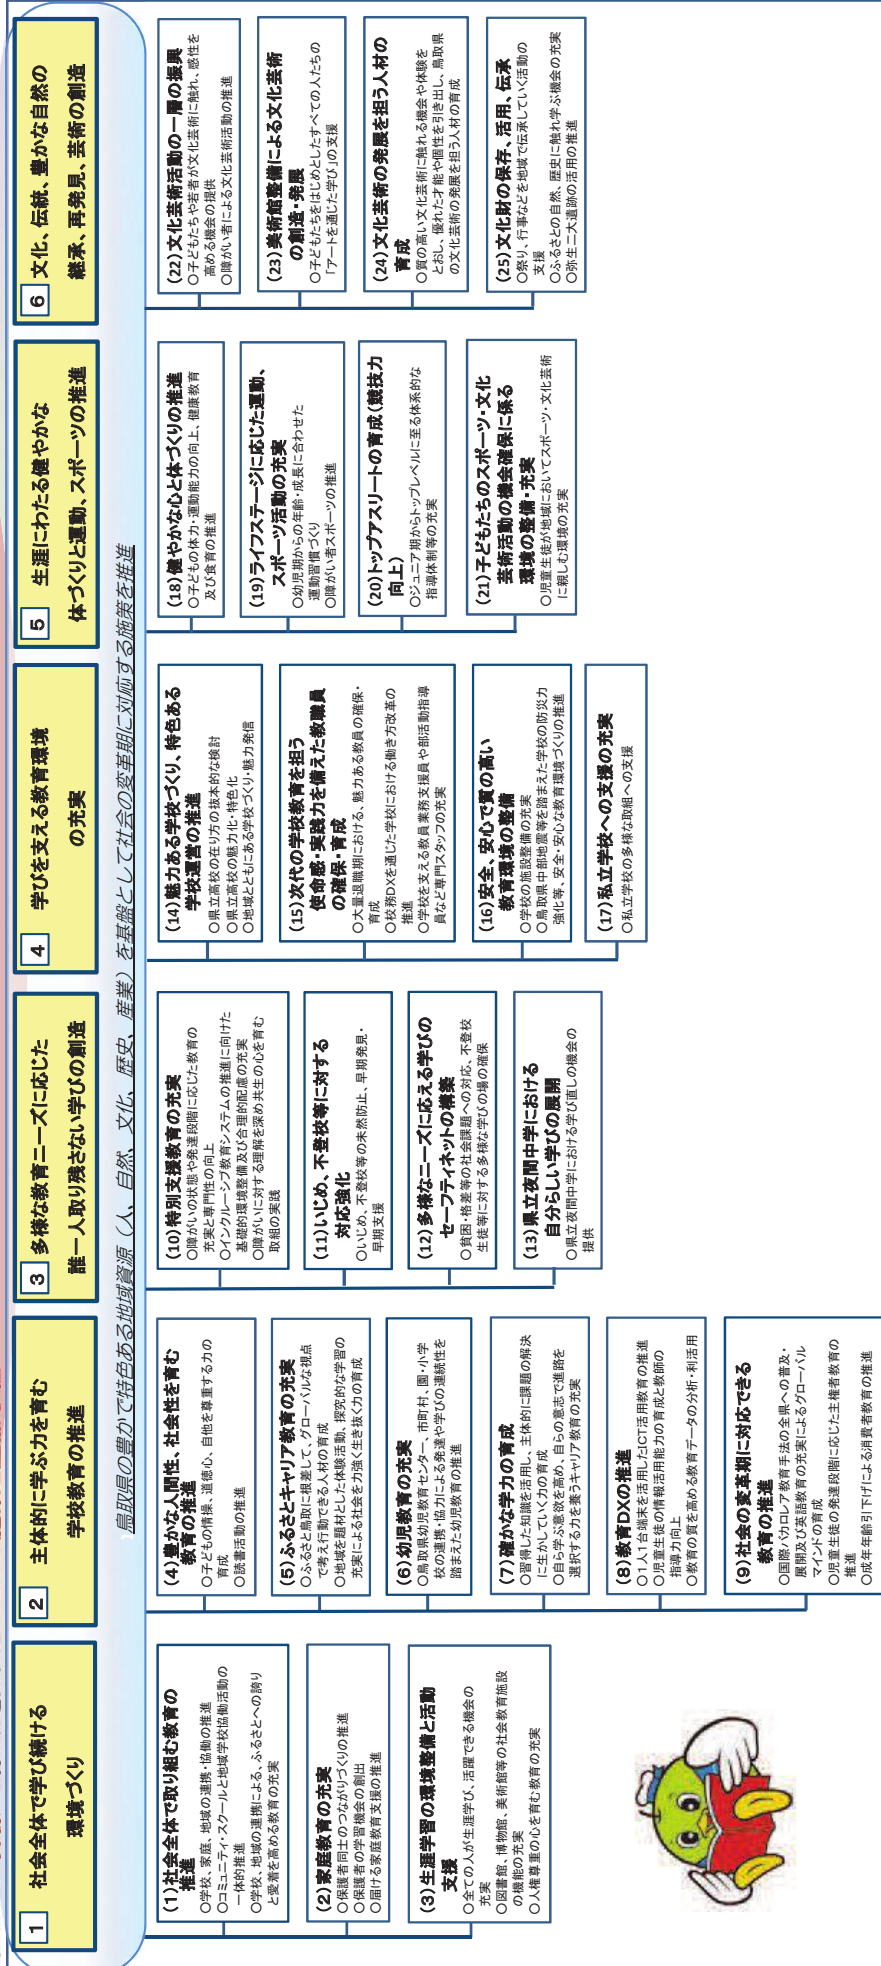 1 社会全体で学び続ける
環境づくり
2 主体的に学ぶ力を育む
学校教育の推進
3 多様な教育ニーズに応じた
誰一人取り残さない学びの創造
4 学びを支える教育環境
の充実
5 生涯にわたる健やかな
体づくりと運動、スポーツの推進
6 文化、伝統、豊かな自然の
継承、再発見、芸術の創造
鳥取県の豊かで特色ある地域資源（人、自然、文化、歴史、産業）を基盤として社会の変革期に対応する施策を推進
(1)社会全体で取り組む教育の
推進
○学校、家庭、地域の連携・協働の推進
○コミュニティ・スクールと地域学校協働活動の
一体的推進
○学校、地域の連携による、ふるさとへの誇り
と愛着を高める教育の充実
(2)家庭教育の充実
○保護者同士のつながりづくりの推進
○保護者の学習機会の創出
○届ける家庭教育支援の推進
(3)生涯学習の環境整備と活動
支援
○全ての人が生涯学び、活躍できる機会の
充実
○図書館、博物館、美術館等の社会教育施設
の機能の充実
○人権尊重の心を育む教育の充実
(4)豊かな人間性、社会性を育む
教育の推進
○子どもの情操、道徳心、自他を尊重する力の
育成
○読書活動の推進
(5)ふるさとキャリア教育の充実
○ふるさと鳥取に根差して、グローバルな視点
で考え行動できる人材の育成
○地域を題材とした体験活動、探究的な学習の
充実による社会を力強く生き抜く力の育成
(6)幼児教育の充実
○鳥取県幼児教育センター、市町村、園・小学
校の連携・協力による発達や学びの連続性を
踏まえた幼児教育の推進
(7)確かな学力の育成
○習得した知識を活用し、主体的に課題の解決
に生かしていく力の育成
○自ら学ぶ意欲を高め、自らの意志で進路を
選択する力を養うキャリア教育の充実
(8)教育DXの推進
○１人１台端末を活用したICT活用教育の推進
○児童生徒の情報活用能力の育成と教師の
指導力向上
○教育の質を高める教育データの分析・利活用
(9)社会の変革期に対応できる
教育の推進
○国際バカロレア教育手法の全県への普及・
展開及び英語教育の充実によるグローバル
マインドの育成
○児童生徒の発達段階に応じた主権者教育の
推進
○成年年齢引下げによる消費者教育の推進
(10)特別支援教育の充実
○障がいの状態や発達段階に応じた教育の
充実と専門性の向上
○インクルーシブ教育システムの推進に向けた
基礎的環境整備及び合理的配慮の充実
○障がいに対する理解を深め共生の心を育む
取組の実践
(11)いじめ、不登校等に対する
対応強化
○いじめ、不登校等の未然防止、早期発見・
早期支援
(12)多様なニーズに応える学びの
セーフティネットの構築
○貧困・格差等の社会課題への対応、不登校
生徒等に対する多様な学びの場の確保
(13)県立夜間中学における
自分らしい学びの展開
○県立夜間中学における学び直しの機会の
提供
(14)魅力ある学校づくり、特色ある
学校運営の推進
○県立高校の在り方の抜本的な検討
○県立高校の魅力化・特色化
○地域とともにある学校づくり・魅力発信
(15)次代の学校教育を担う
使命感・実践力を備えた教職員
の確保・育成
○大量退職期における、魅力ある教員の確保・
育成
○校務DXを通じた学校における働き方改革の
推進
○学校を支える教員業務支援員や部活動指導
員など専門スタッフの充実
(16)安全、安心で質の高い
教育環境の整備
○学校の施設整備の充実
○鳥取県中部地震等を踏まえた学校の防災力
強化等、安全・安心な教育環境づくりの推進
(17)私立学校への支援の充実
○私立学校の多様な取組への支援
(18)健やかな心と体づくりの推進
○子どもの体力・運動能力の向上、健康教育
及び食育の推進
(19)ライフステージに応じた運動、
スポーツ活動の充実
○幼児期からの年齢・成長に合わせた
運動習慣づくり
○障がい者スポーツの推進
(20)トップアスリートの育成(競技力
向上)
○ジュニア期からトップレベルに至る体系的な
指導体制等の充実
(21)子どもたちのスポーツ・文化
芸術活動の機会確保に係る
環境の整備・充実
○児童生徒が地域においてスポーツ・文化芸術
に親しむ環境の充実
(22)文化芸術活動の一層の振興
○子どもたちや若者が文化芸術に触れ、感性を
高める機会の提供
○障がい者による文化芸術活動の推進
(23)美術館整備による文化芸術
の創造・発展
○子どもたちをはじめとしたすべての人たちの
「アートを通じた学び」の支援
(24)文化芸術の発展を担う人材の
育成
○質の高い文化芸術に触れる機会や体験を
とおし、優れた才能や個性を引き出し、鳥取県
の文化芸術の発展を担う人材の育成
(25)文化財の保存、活用、伝承
○祭り、行事などを地域で伝承していく活動の
支援
○ふるさとの自然、歴史に触れ学ぶ機会の充実
○弥生二大遺跡の活用の推進